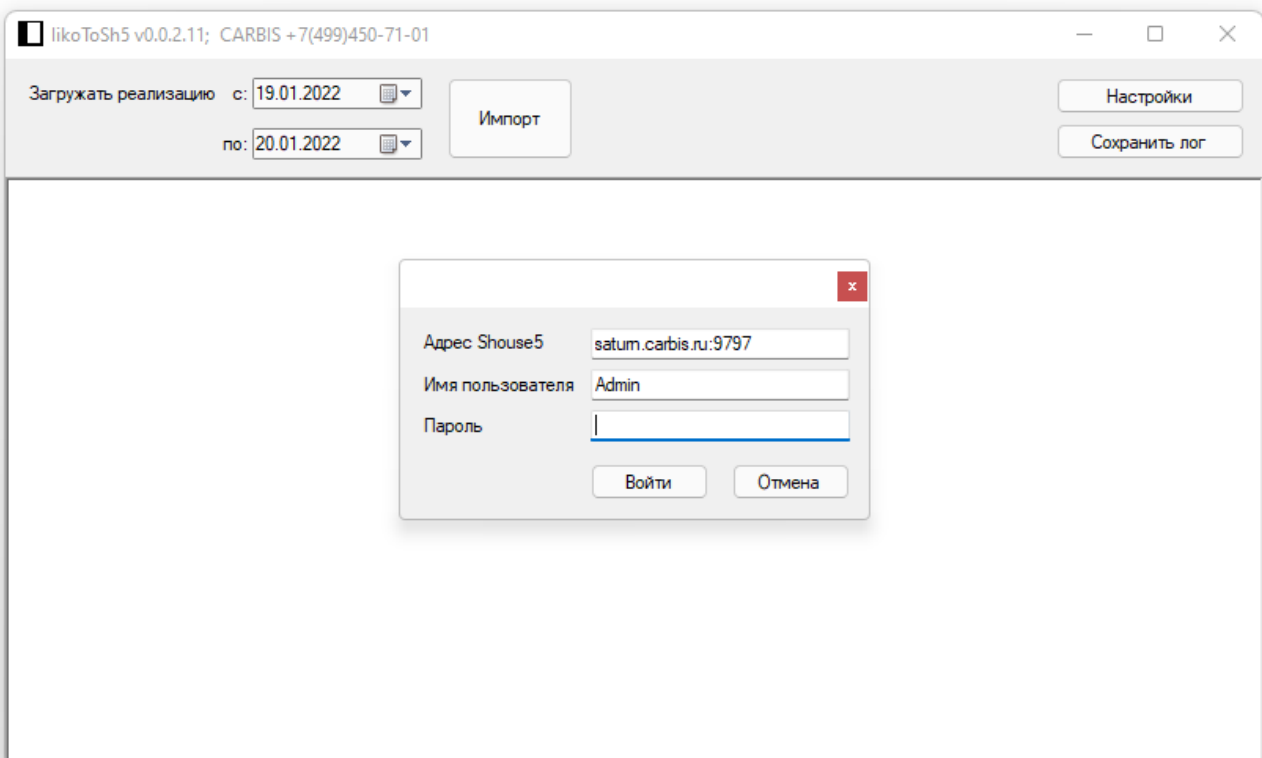 IikoToSh5 v0.0.2.11; CARBIS +7(499)450-71-01
Загружать реализацию с: 19.01.2022
по: 20.01.2022
Импорт
Настройки
Сохранить лог
x
Адрес Shouse5 saturn.carbis.ru:9797
Имя пользователя Admin
Пароль
Войти Отмена